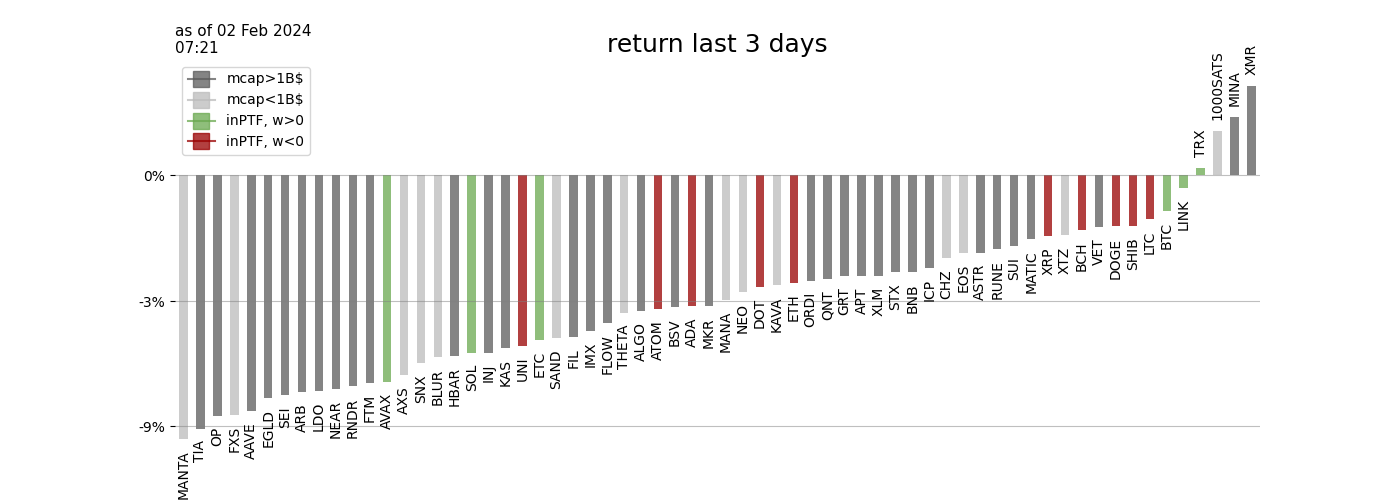 as of 02 Feb 2024
07:21
return last 3 days
mcap>1B$
mcap<1B$
inPTF, w>0
inPTF, w<0
0%
-3%
-9%
MANTA
TIA
OP
FXS
AAVE
EGLD
SEI
ARB
LDO
NEAR
RNDR
FTM
AVAX
AXS
SNX
BLUR
HBAR
SOL
INJ
KAS
UNI
ETC
SAND
FIL
IMX
FLOW
THETA
ALGO
ATOM
BSV
ADA
MKR
MANA
NEO
DOT
KAVA
ETH
ORDI
QNT
GRT
APT
XLM
STX
BNB
ICP
CHZ
EOS
ASTR
RUNE
SUI
MATIC
XRP
XTZ
BCH
VET
DOGE
SHIB
LTC
BTC
LINK
TRX
1000SATS
MINA
XMR